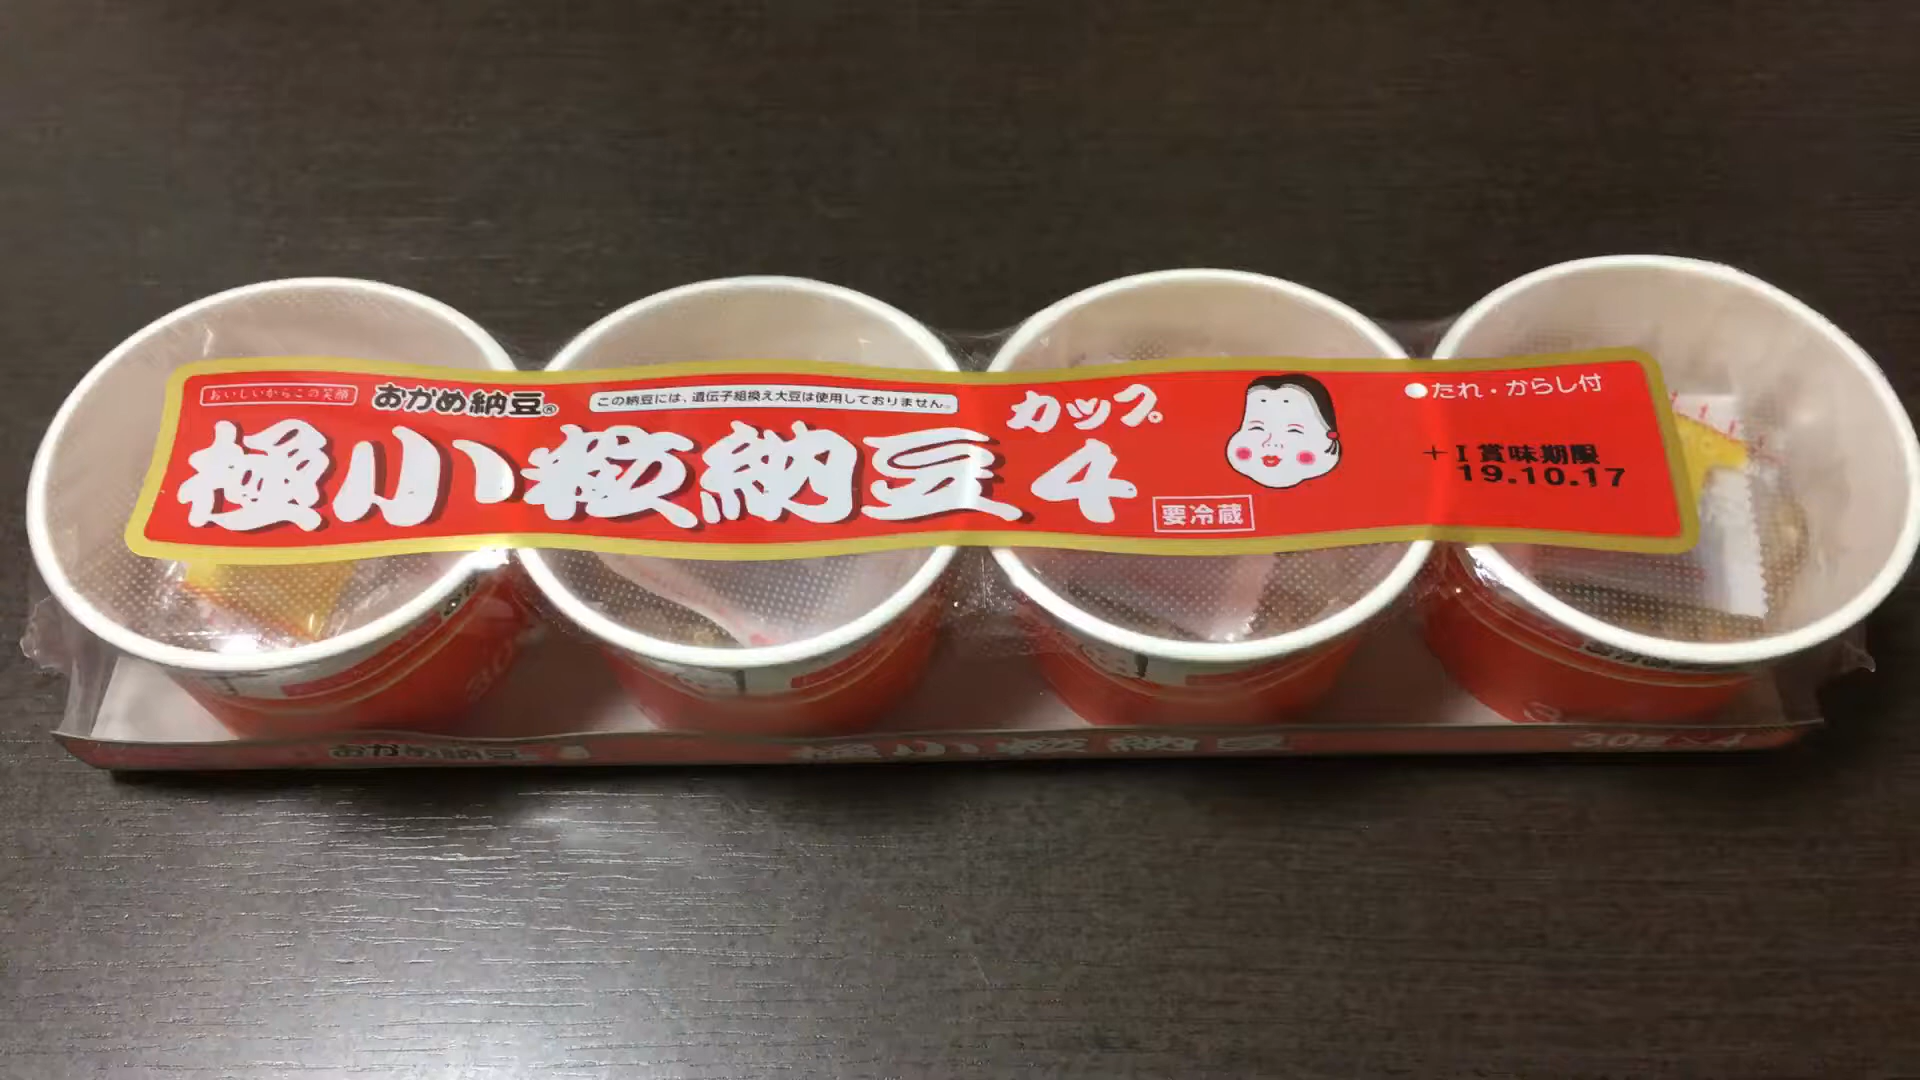 おいしいからこの笑顔
おかめ納豆®
この納豆には、遺伝子組換え大豆は使用しておりません。
極小粒納豆
カップ
4
要冷蔵
●たれ・からし付
+I 賞味期限
19.10.17
おかめ納豆
極小粒納豆
30g×4